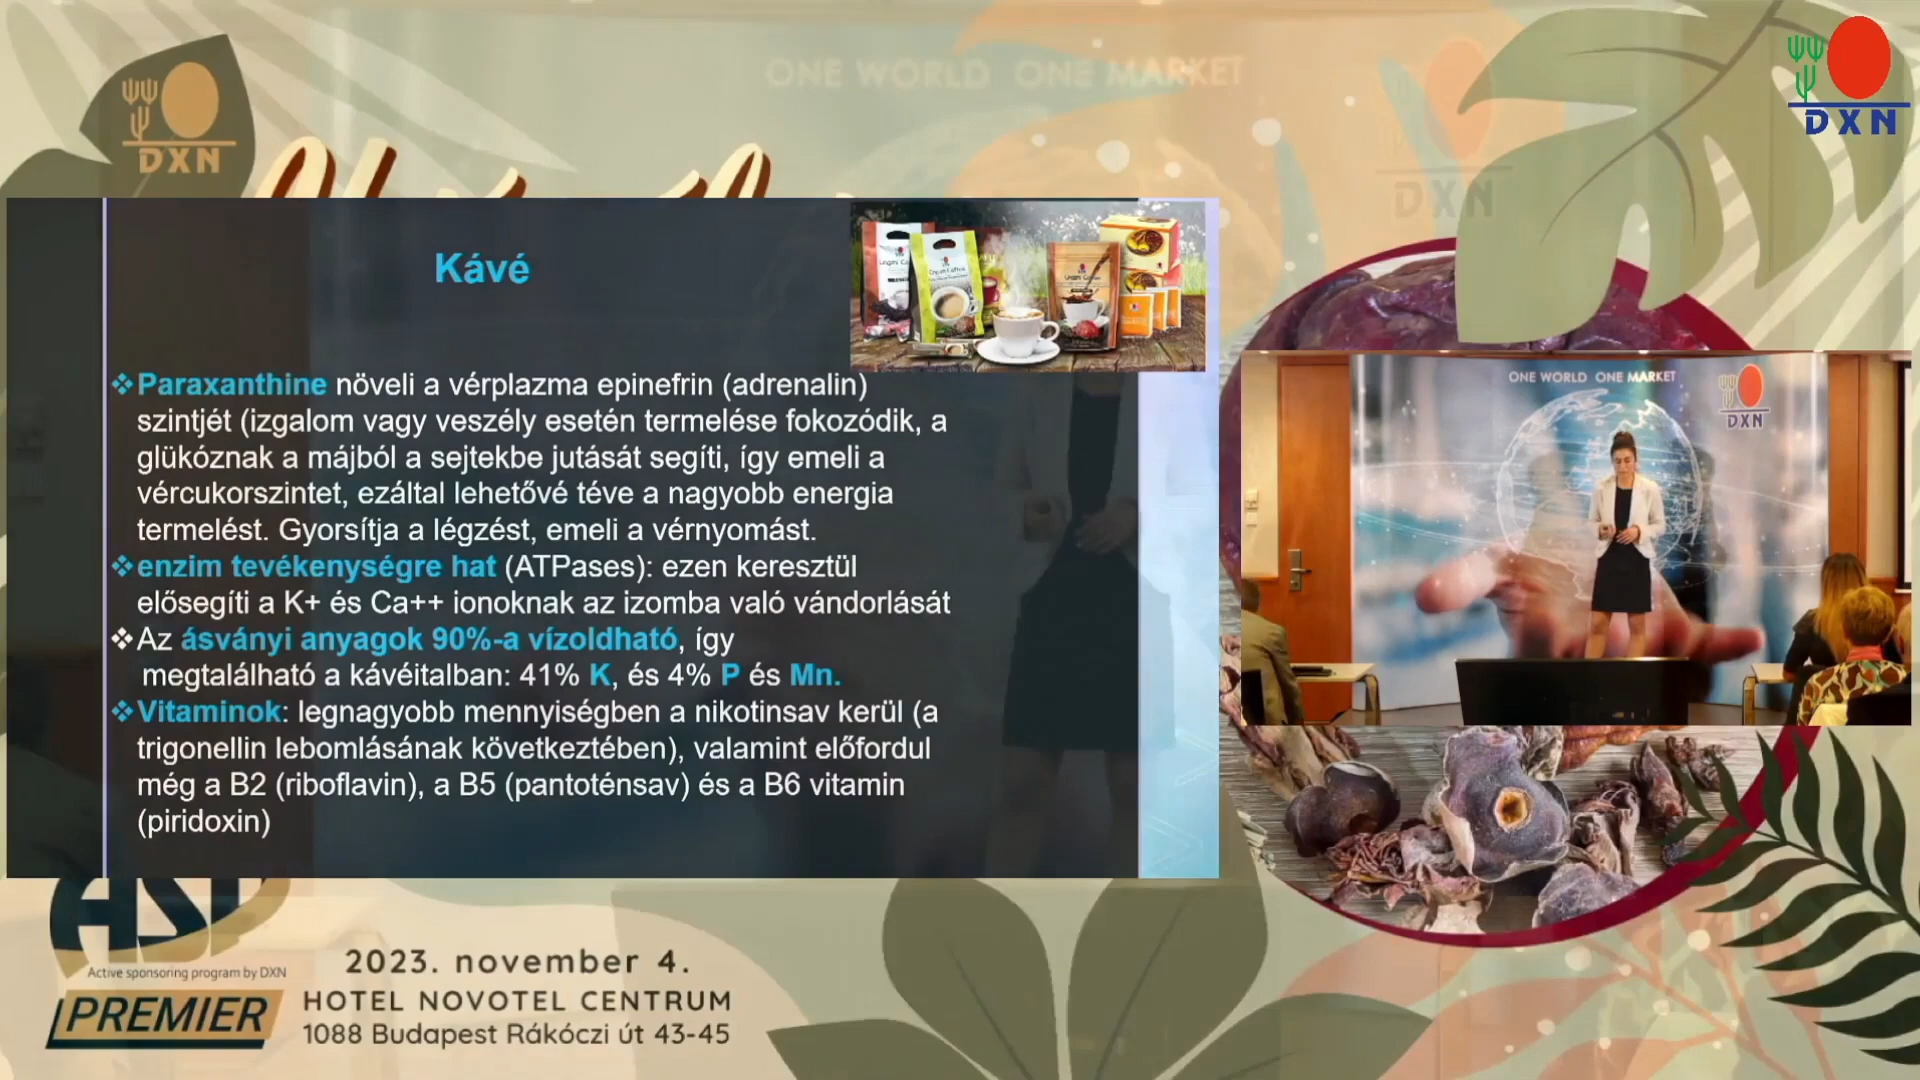 ONE WORLD ONE MARKET
DXN
DXN
DXN
Kávé
❖Paraxanthine növeli a vérplazma epinefrin (adrenalin)
szintjét (izgalom vagy veszély esetén termelése fokozódik, a
glükóznak a májból a sejtekbe jutását segíti, így emeli a
vércukorszintet, ezáltal lehetővé téve a nagyobb energia
termelést. Gyorsítja a légzést, emeli a vérnyomást.
❖enzim tevékenységre hat (ATPases): ezen keresztül
elősegíti a K+ és Ca++ ionoknak az izomba való vándorlását
❖Az ásványi anyagok 90%-a vízoldható, így
megtalálható a kávéitalban: 41% K, és 4% P és Mn.
❖Vitaminok: legnagyobb mennyiségben a nikotinsav kerül (a
trigonellin lebomlásának következtében), valamint előfordul
még a B2 (riboflavin), a B5 (pantoténsav) és a B6 vitamin
(piridoxin)
ONE WORLD ONE MARKET
DXN
ASP
Active sponsoring program by DXN
PREMIER
2023. november 4.
HOTEL NOVOTEL CENTRUM
1088 Budapest Rákóczi út 43-45